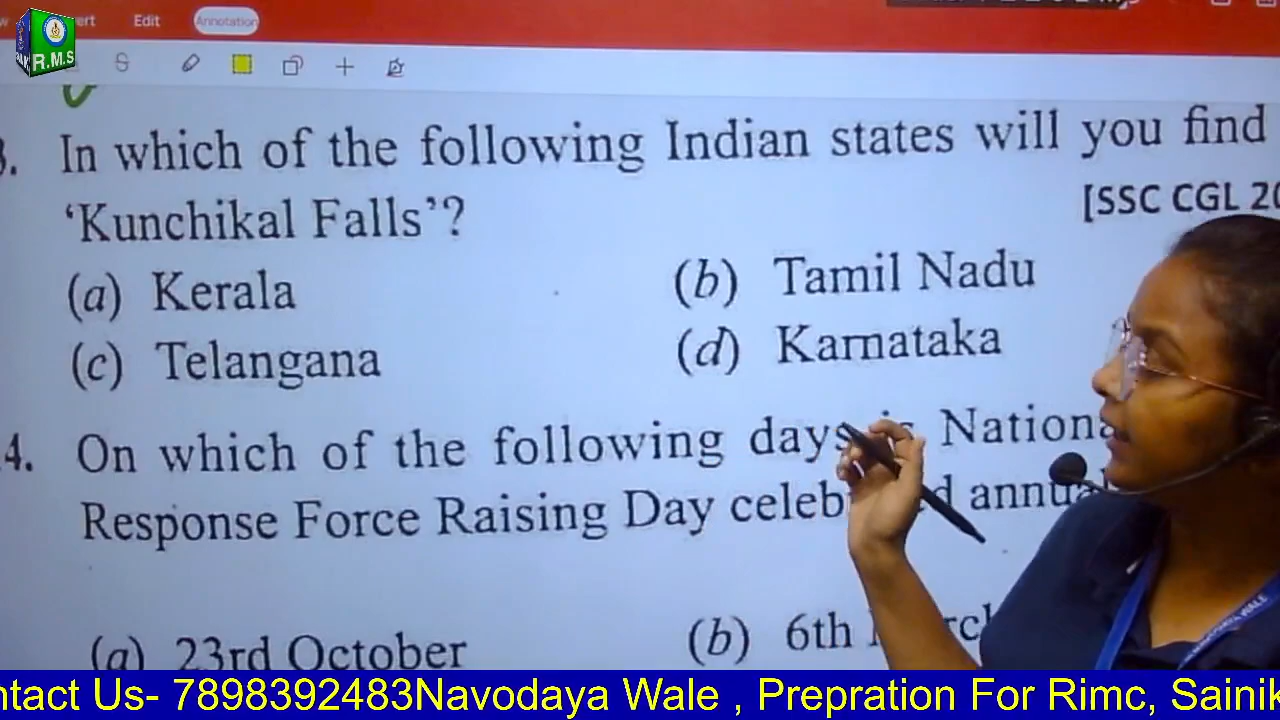 Edit Annotation
R.M.S
3. In which of the following Indian states will you find
'Kunchikal Falls'?
[SSC CGL 20
(a) Kerala (b) Tamil Nadu
(c) Telangana (d) Karnataka
4. On which of the following days is Nationa
Response Force Raising Day celeb d annual
(a) 23rd October (b) 6th
ntact Us- 7898392483Navodaya Wale , Prepration For Rimc, Sainik